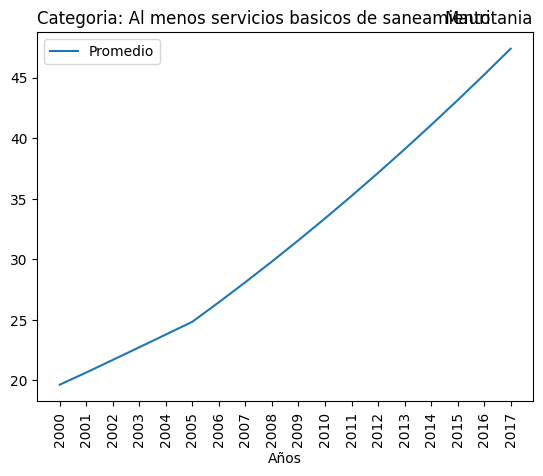 Categoria: Al menos servicios basicos de saneamiento
Mauritania
Promedio
45
40
35
30
25
20
2000 2001 2002 2003 2004 2005 2006 2007 2008 2009 2010 2011 2012 2013 2014 2015 2016 2017
Años